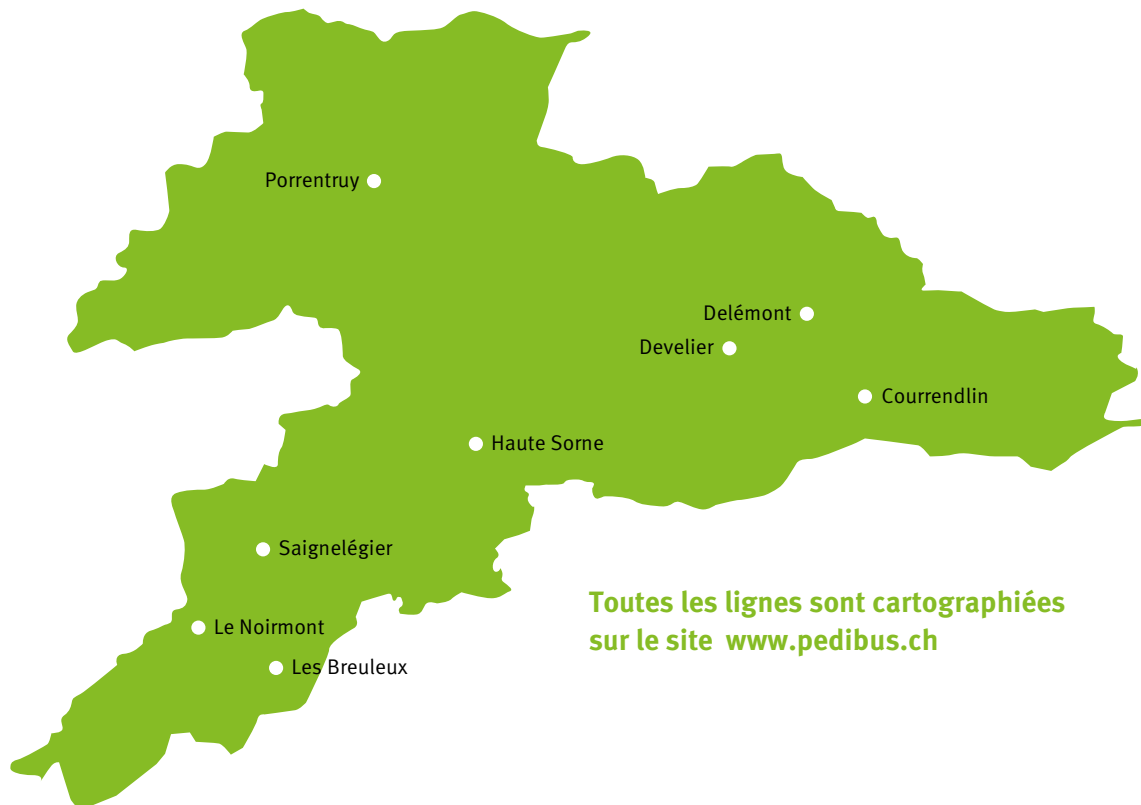 Porrentruy
Delémont
Develier
Courrendlin
Haute Sorne
Saignelégier
Le Noirmont
Les Breuleux
Toutes les lignes sont cartographiées
sur le site www.pedibus.ch